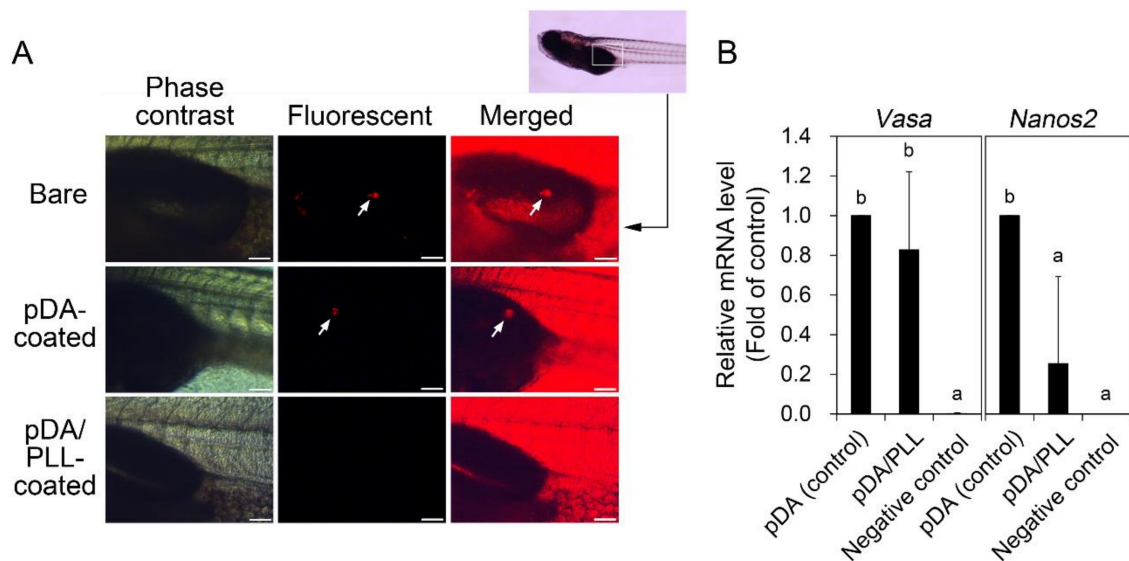 A
Phase
contrast
Fluorescent
Merged
Bare
pDA-
coated
pDA/
PLL-
coated
B
Vasa
Nanos2
Relative mRNA level
(Fold of control)
1.4
1.2
1.0
0.8
0.6
0.4
0.2
0.0
b
b
a
b
a
a
pDA (control)
pDA/PLL
Negative control
pDA (control)
pDA/PLL
Negative control